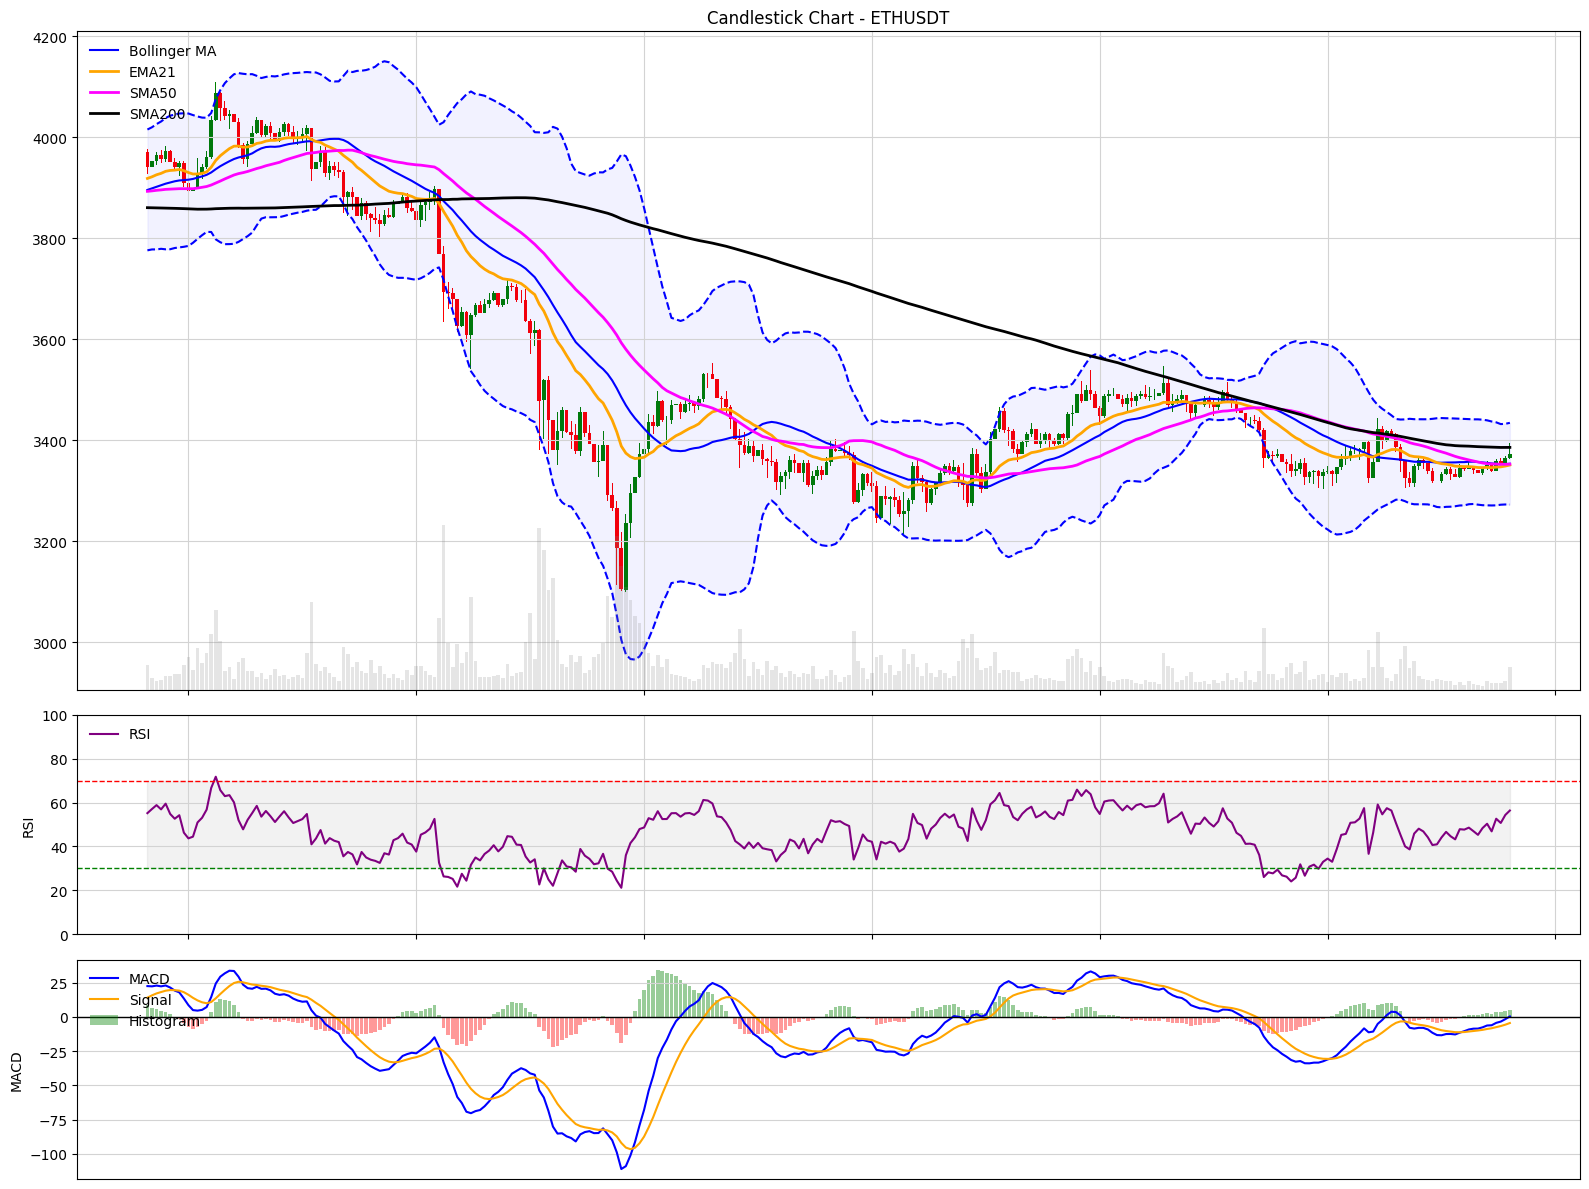 Candlestick Chart - ETHUSDT
4200
4000
3800
3600
3400
3200
3000
Bollinger MA
EMA21
SMA50
SMA200
100
80
60
40
20
0
RSI
RSI
25
0
−25
−50
−75
−100
MACD
MACD
Signal
Histogram